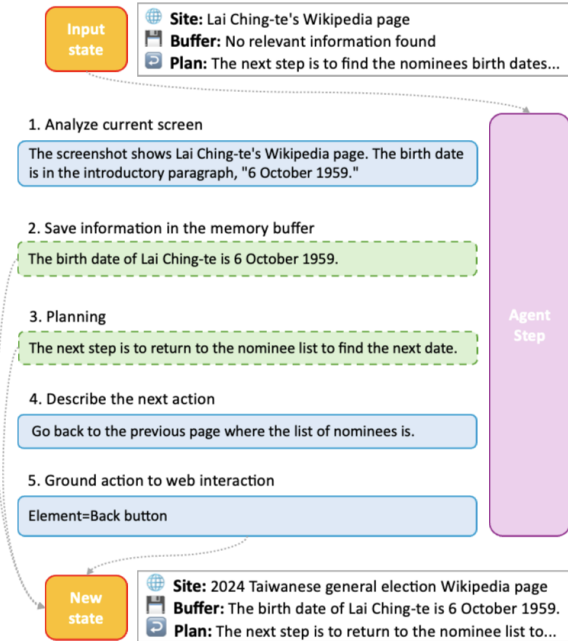 Input
state
Site: Lai Ching-te's Wikipedia page
Buffer: No relevant information found
Plan: The next step is to find the nominees birth dates...
1. Analyze current screen
The screenshot shows Lai Ching-te's Wikipedia page. The birth date
is in the introductory paragraph, "6 October 1959."
2. Save information in the memory buffer
The birth date of Lai Ching-te is 6 October 1959.
3. Planning
The next step is to return to the nominee list to find the next date.
4. Describe the next action
Go back to the previous page where the list of nominees is.
5. Ground action to web interaction
Element=Back button
Agent
Step
New
state
Site: 2024 Taiwanese general election Wikipedia page
Buffer: The birth date of Lai Ching-te is 6 October 1959.
Plan: The next step is to return to the nominee list to...